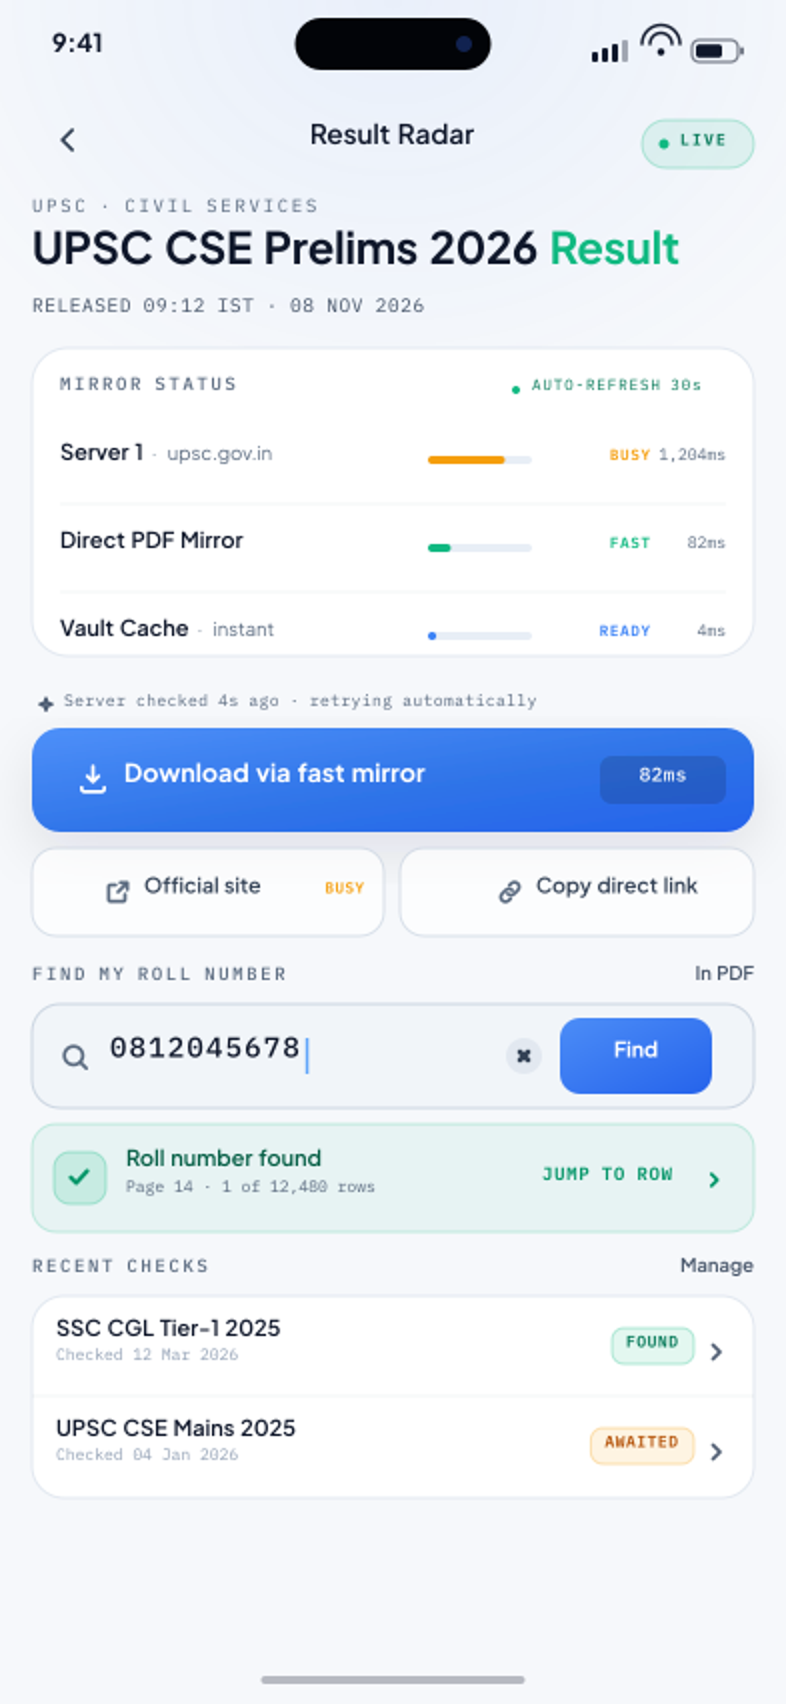 9:41
Result Radar
LIVE
UPSC · CIVIL SERVICES
UPSC CSE Prelims 2026 Result
RELEASED 09:12 IST · 08 NOV 2026
MIRROR STATUS
AUTO-REFRESH 30s
Server 1 · upsc.gov.in BUSY 1,204ms
Direct PDF Mirror FAST 82ms
Vault Cache · instant READY 4ms
Server checked 4s ago · retrying automatically
Download via fast mirror 82ms
Official site BUSY
Copy direct link
FIND MY ROLL NUMBER In PDF
0812045678 Find
Roll number found
Page 14 · 1 of 12,480 rows
JUMP TO ROW
RECENT CHECKS Manage
SSC CGL Tier-1 2025
Checked 12 Mar 2026
FOUND
UPSC CSE Mains 2025
Checked 04 Jan 2026
AWAITED